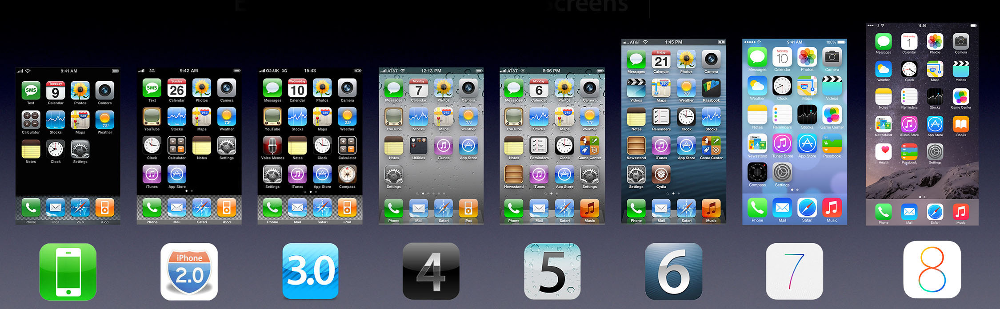 creens
9:41 AM
SMS Tuesday 9
Text Calendar Photos Camera
280 73°
Calculator Stocks Maps Weather
Notes Clock Settings
Phone Mail Web iPod
3G 9:42 AM
SMS Sunday 26
Text Calendar Photos Camera
280 73°
YouTube Stocks Maps Weather
Clock Calculator Notes Settings
iTunes App Store
Phone Mail Safari iPod
O2-UK 3G 15:43
Wednesday 10
Messages Calendar Photos Camera
280 23°
YouTube Stocks Maps Weather
Voice Memos Notes Clock Calculator
Settings iTunes App Store Compass
Phone Mail Safari iPod
AT&T 12:13 PM
Monday 7
Messages Calendar Photos Camera
280 73°
YouTube Stocks Maps Weather
Notes Utilities iTunes App Store
Settings
Phone Mail Safari iPod
AT&T 8:06 PM
Monday 6
Messages Calendar Photos Camera
280 73°
YouTube Stocks Maps Weather
Milk
Eggs
Bread
Notes Reminders Clock Game Center
Newsstand iTunes App Store Settings
Phone Mail Safari Music
AT&T 1:45 PM
Friday 21
Messages Calendar Photos Camera
280 73°
Videos Maps Weather Passbook
Notes Reminders Clock Stocks
Newsstand iTunes App Store Game Center
Settings Cydia
Phone Mail Safari Music
9:41 AM 100%
Monday 10
Messages Calendar Photos Camera
280
Weather Clock Maps Videos
Notes Reminders Stocks Game Center
Newsstand iTunes Store App Store Passbook
N W E S
Compass Settings
Phone Mail Safari Music
3 16:20
Wednesday 1
Messages Calendar Photos Camera
280
Weather Clock Maps Videos
Notes Reminders Stocks Game Center
Newsstand iTunes Store App Store iBooks
Health Passbook Settings
Phone Mail Safari Music
iPhone
2.0
3.0
4
5
6
7
8